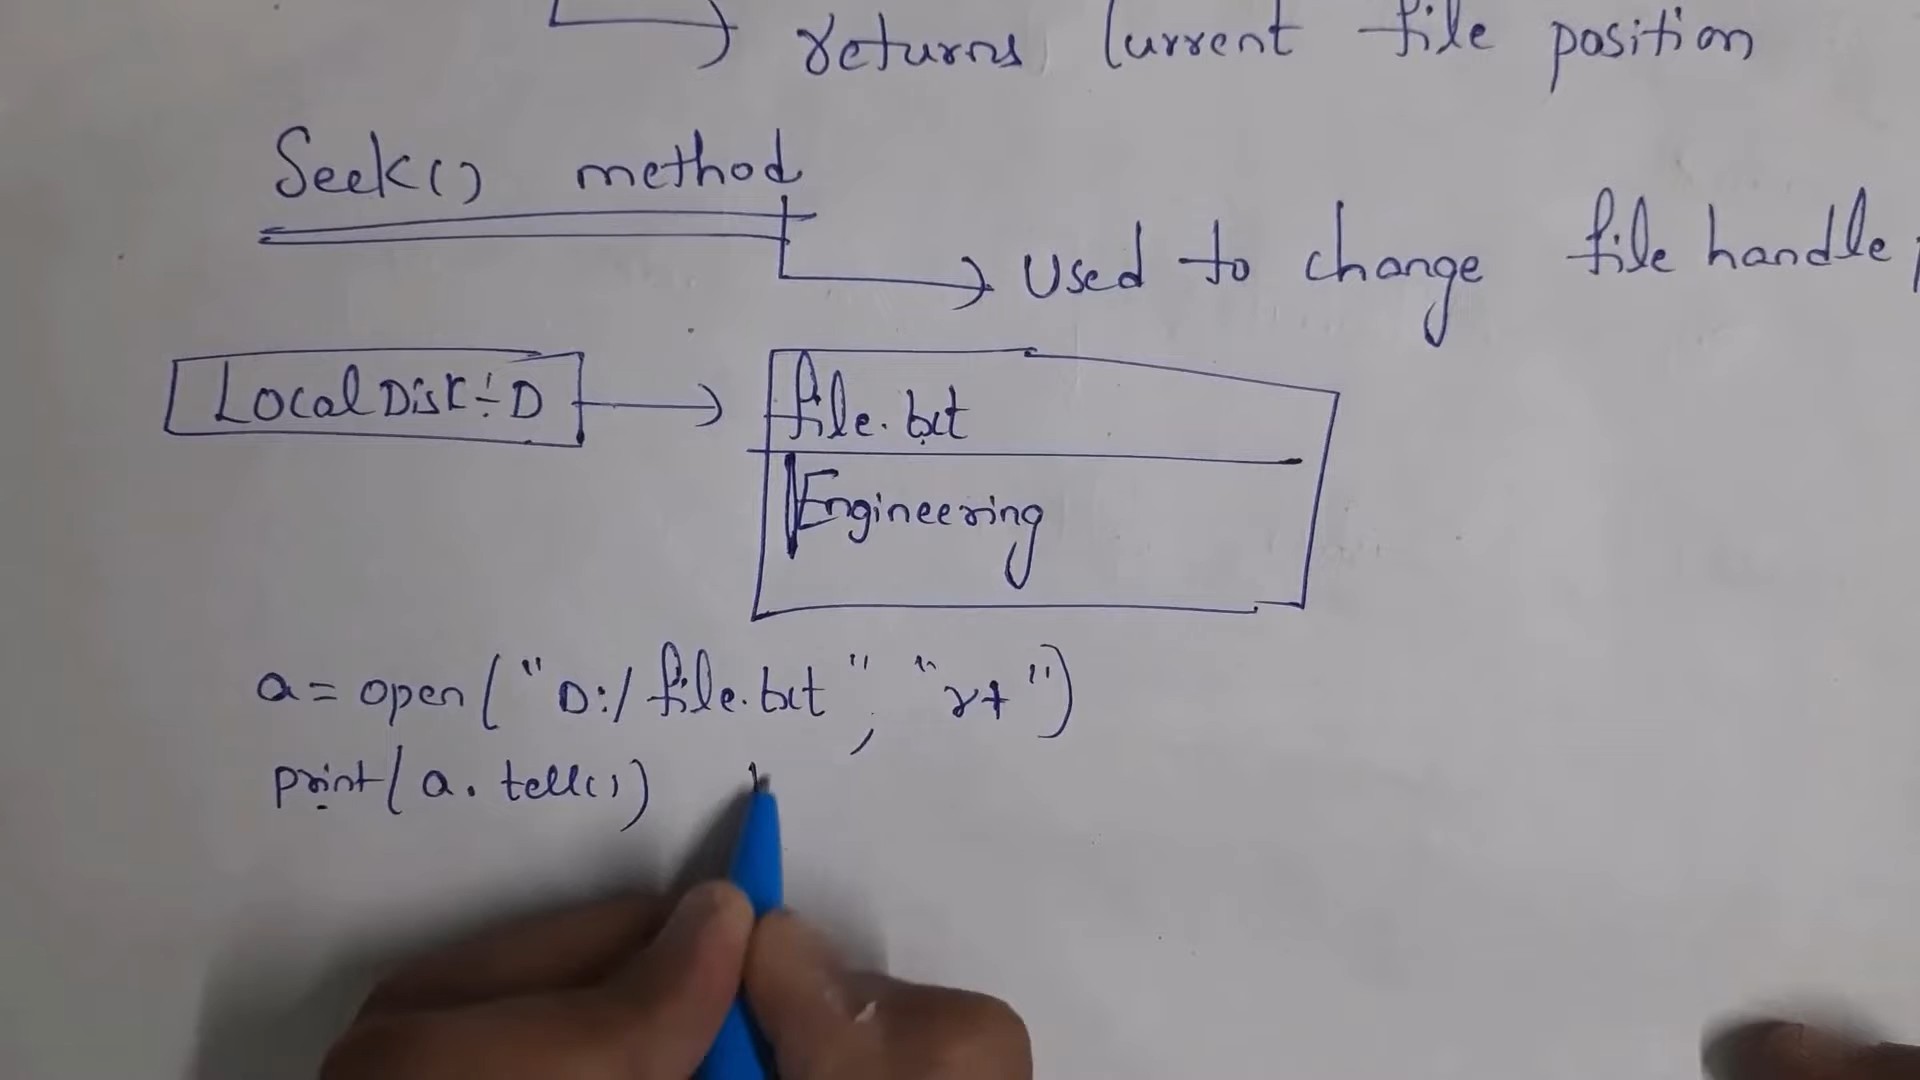 returns current file position
Seek() method
Used to change file handle
Local Disk:D
file.txt
Engineering
a = open("D:/file.txt", "r+")
print(a.tell())